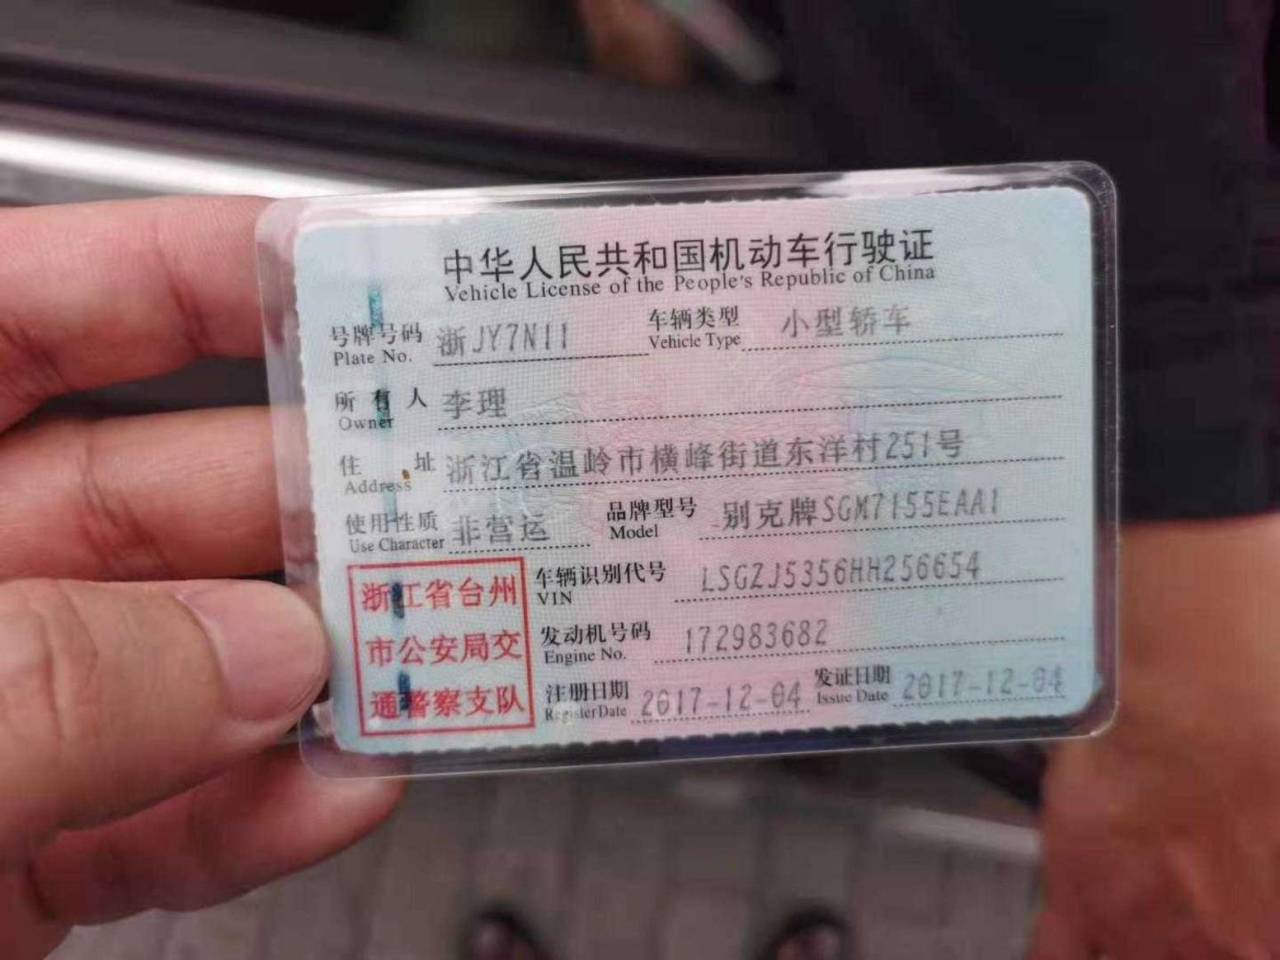 中华人民共和国机动车行驶证
Vehicle License of the People's Republic of China
号牌号码 浙JY7N11 车辆类型 小型轿车
Plate No. Vehicle Type
所有人 李理
Owner
住址 浙江省温岭市横峰街道东洋村251号
Address
使用性质 非营运 品牌型号 别克牌SGM7155EAA1
Use Character Model
浙江省台州
市公安局交
通警察支队
车辆识别代号 LSGZJ5356HH256654
VIN
发动机号码 172983682
Engine No.
注册日期 2017-12-04 发证日期 2017-12-04
Register Date Issue Date